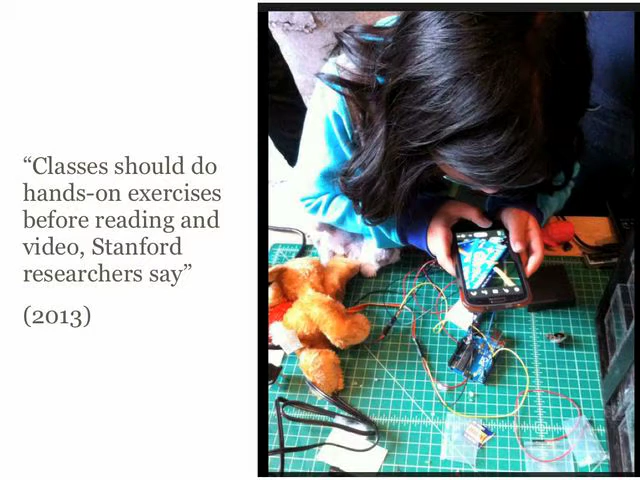 “Classes should do
hands-on exercises
before reading and
video, Stanford
researchers say”
(2013)